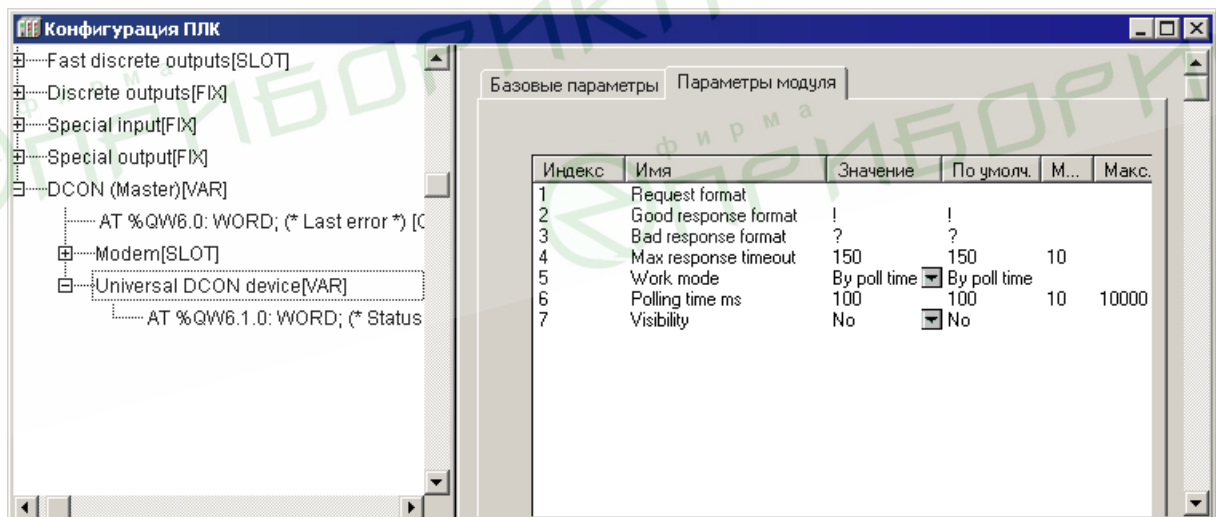 Конфигурация ПЛК
Fast discrete outputs[SLOT]
Discrete outputs[FIX]
Special input[FIX]
Special output[FIX]
DCON (Master)[VAR]
AT %QW6.0: WORD; (* Last error *) [
Modem[SLOT]
Universal DCON device[VAR]
AT %QW6.1.0: WORD; (* Status
Базовые параметры Параметры модуля
Индекс Имя Значение По умолч. М... Макс.
1 Request format
2 Good response format ! !
3 Bad response format ? ?
4 Max response timeout 150 150 10
5 Work mode By poll time By poll time
6 Polling time ms 100 100 10 10000
7 Visibility No No
фирма
фирма